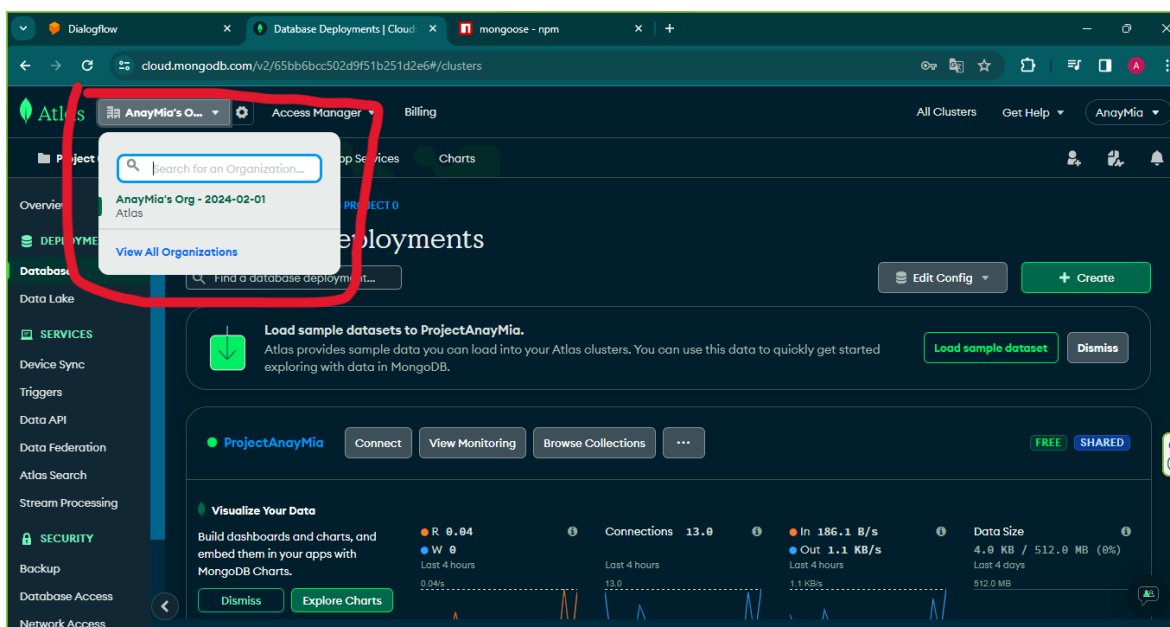 Dialogflow
Database Deployments | Cloud:
mongoose - npm
cloud.mongodb.com/v2/65bb6bcc502d9f51b251d2e6#/clusters
A
Atlas
AnayMia's O...
Access Manager
Billing
All Clusters
Get Help
AnayMia
Search for an Organization...
AnayMia's Org - 2024-02-01
Atlas
View All Organizations
Services
Charts
Overview
PROJECT 0
Database
Find a database deployment...
Edit Config
+ Create
Data Lake
SERVICES
Device Sync
Triggers
Data API
Data Federation
Atlas Search
Stream Processing
SECURITY
Backup
Database Access
Network Access
Load sample datasets to ProjectAnayMia.
Atlas provides sample data you can load into your Atlas clusters. You can use this data to quickly get started
exploring with data in MongoDB.
Load sample dataset
Dismiss
ProjectAnayMia
Connect
View Monitoring
Browse Collections
...
FREE
SHARED
Visualize Your Data
Build dashboards and charts, and
embed them in your apps with
MongoDB Charts.
Dismiss
Explore Charts
R 0.04
W 0
Last 4 hours
0.04/s
Connections 13.0
Last 4 hours
13.0
In 186.1 B/s
Out 1.1 KB/s
Last 4 hours
1.1 KB/s
Data Size
4.0 KB / 512.0 MB (0%)
Last 4 days
512.0 MB